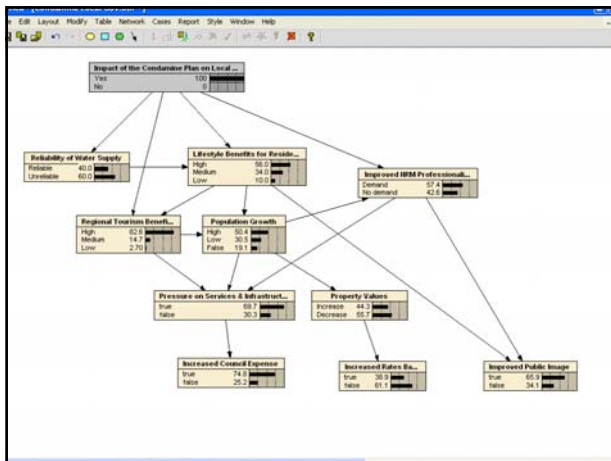 File Edit Layout Modify Table Network Cases Report Style Window Help
Impact of the Condamine Plan on Local ...
Yes 100
No 0
Reliability of Water Supply
Reliable 40.0
Unreliable 60.0
Lifestyle Benefits for Reside...
High 56.0
Medium 34.0
Low 10.0
Improved NRM Professionali...
Demand 57.4
No demand 42.6
Regional Tourism Benefi...
High 82.6
Medium 14.7
Low 2.70
Population Growth
High 50.4
Low 30.5
False 19.1
Pressure on Services & Infrastruct...
true 69.7
false 30.3
Property Values
Increase 44.3
Decrease 55.7
Increased Council Expense
true 74.8
false 25.2
Increased Rates Ba...
true 38.9
false 61.1
Improved Public Image
true 65.9
false 34.1